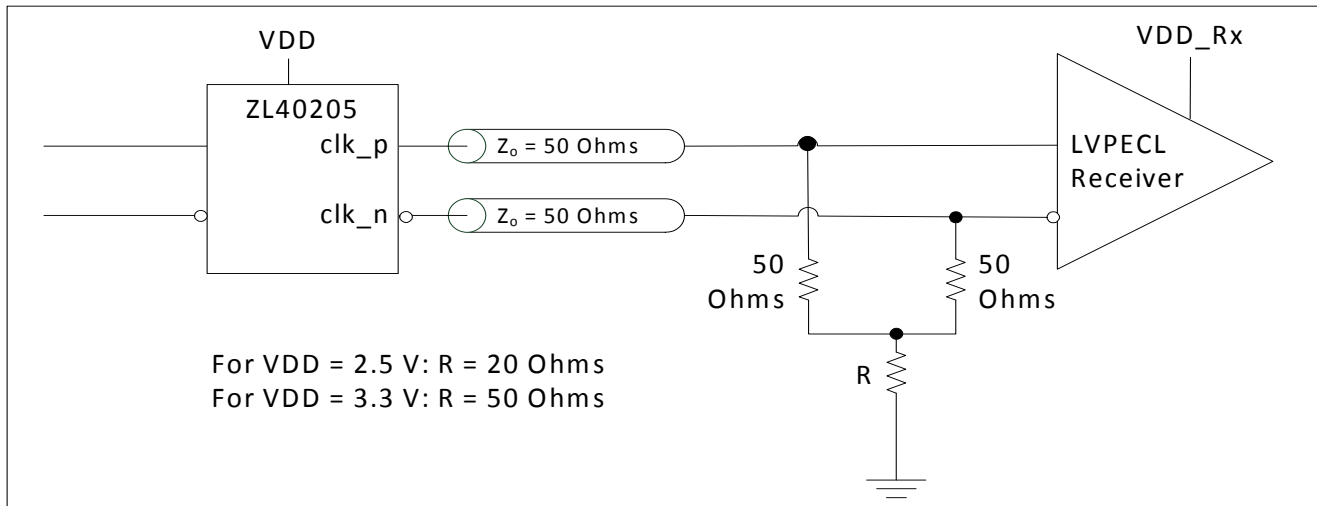 VDD
VDD_Rx
ZL40205
clk_p
Zo = 50 Ohms
LVPECL
Receiver
clk_n
Zo = 50 Ohms
50
Ohms
50
Ohms
For VDD = 2.5 V: R = 20 Ohms
For VDD = 3.3 V: R = 50 Ohms
R